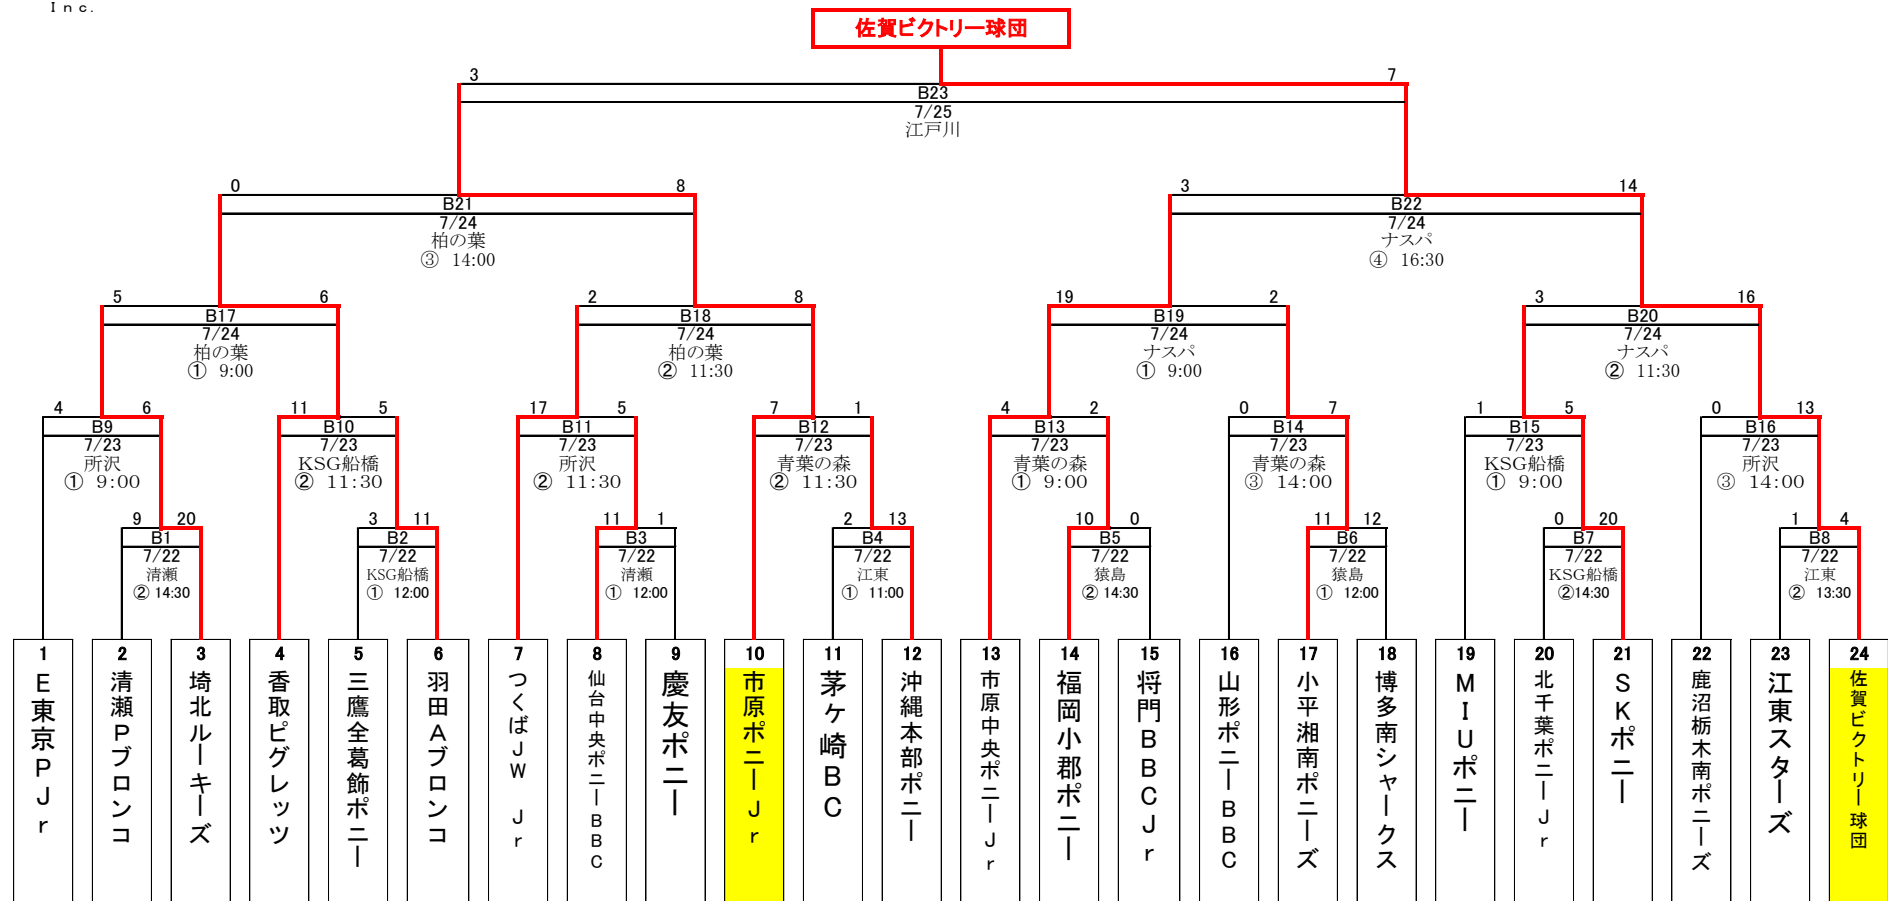 Ｉｎｃ.
佐賀ビクトリー球団
3 7
B23
7/25
江戸川
0 8 3 14
B21 B22
7/24 7/24
柏の葉 ナスパ
③ 14:00 ④ 16:30
5 6 2 8 19 2 3 16
B17 B18 B19 B20
7/24 7/24 7/24 7/24
柏の葉 柏の葉 ナスパ ナスパ
① 9:00 ② 11:30 ① 9:00 ② 11:30
4 6 11 5 17 5 7 1 4 2 0 7 1 5 0 13
B9 B10 B11 B12 B13 B14 B15 B16
7/23 7/23 7/23 7/23 7/23 7/23 7/23 7/23
所沢 KSG船橋 所沢 青葉の森 青葉の森 青葉の森 KSG船橋 所沢
① 9:00 ② 11:30 ② 11:30 ② 11:30 ① 9:00 ③ 14:00 ① 9:00 ③ 14:00
9 20 3 11 11 1 2 13 10 0 11 12 0 20 1 4
B1 B2 B3 B4 B5 B6 B7 B8
7/22 7/22 7/22 7/22 7/22 7/22 7/22 7/22
清瀬 KSG船橋 清瀬 江東 猿島 猿島 KSG船橋 江東
② 14:30 ① 12:00 ① 12:00 ① 11:00 ② 14:30 ① 12:00 ②14:30 ② 13:30
1 2 3 4 5 6 7 8 9 10 11 12 13 14 15 16 17 18 19 20 21 22 23 24
Ｅ東京ＰＪｒ
清瀬Ｐブロンコ
埼北ルーキーズ
香取ピグレッツ
三鷹全葛飾ポニー
羽田Ａブロンコ
つくばＪＷ Ｊｒ
仙台中央ポニーＢＢＣ
慶友ポニー
市原ポニーＪｒ
茅ケ崎ＢＣ
沖縄本部ポニー
市原中央ポニーＪｒ
福岡小郡ポニー
将門ＢＢＣＪｒ
山形ポニーＢＢＣ
小平湘南ポニーズ
博多南シャークス
ＭＩＵポニー
北千葉ポニーＪｒ
ＳＫポニー
鹿沼栃木南ポニーズ
江東スターズ
佐賀ビクトリー球団